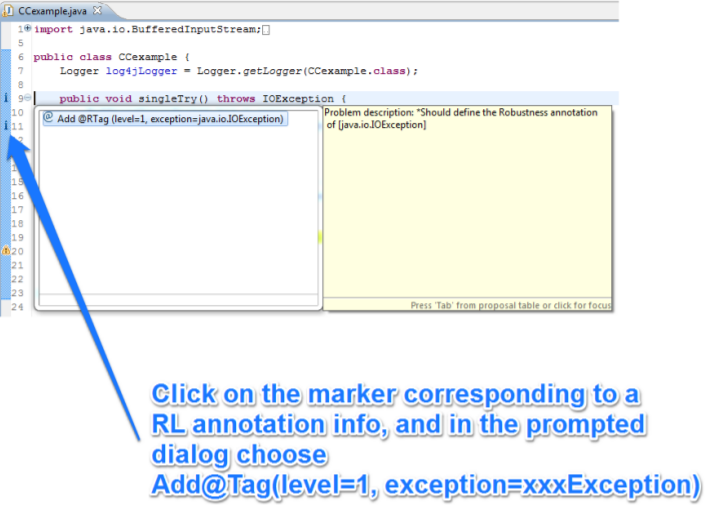 CCexample.java
1 import java.io.BufferedInputStream;
5
6 public class CCexample {
7 Logger log4jLogger = Logger.getLogger(CCexample.class);
8
9 public void singleTry() throws IOException {
10
11
@ Add @RTag (level=1, exception=java.io.IOException)
Problem description: *Should define the Robustness annotation
of [java.io.IOException]
15
16
17
18
19
20
21
22
23
24
Press 'Tab' from proposal table or click for focus
Click on the marker corresponding to a
RL annotation info, and in the prompted
dialog choose
Add@Tag(level=1, exception=xxxException)